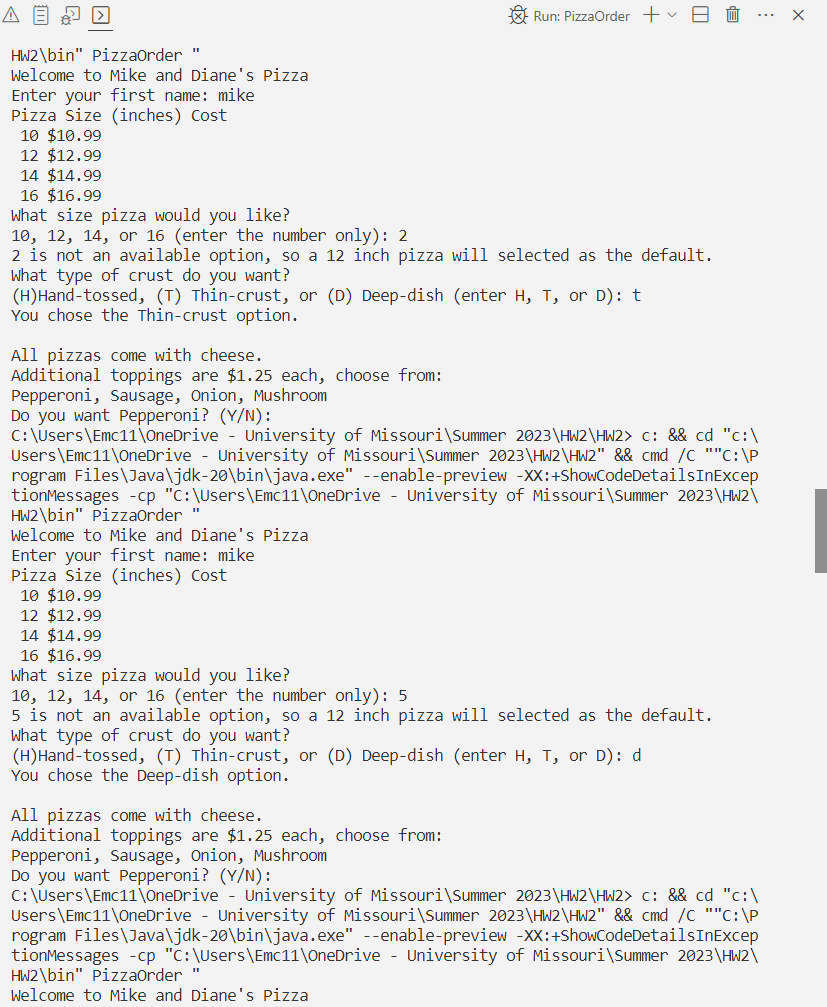 Run: PizzaOrder
HW2\bin" PizzaOrder "
Welcome to Mike and Diane's Pizza
Enter your first name: mike
Pizza Size (inches) Cost
10 $10.99
12 $12.99
14 $14.99
16 $16.99
What size pizza would you like?
10, 12, 14, or 16 (enter the number only): 2
2 is not an available option, so a 12 inch pizza will selected as the default.
What type of crust do you want?
(H)Hand-tossed, (T) Thin-crust, or (D) Deep-dish (enter H, T, or D): t
You chose the Thin-crust option.

All pizzas come with cheese.
Additional toppings are $1.25 each, choose from:
Pepperoni, Sausage, Onion, Mushroom
Do you want Pepperoni? (Y/N):
C:\Users\Emc11\OneDrive - University of Missouri\Summer 2023\HW2\HW2> c: && cd "c:\
Users\Emc11\OneDrive - University of Missouri\Summer 2023\HW2\HW2" && cmd /C ""C:\P
rogram Files\Java\jdk-20\bin\java.exe" --enable-preview -XX:+ShowCodeDetailsInExcep
tionMessages -cp "C:\Users\Emc11\OneDrive - University of Missouri\Summer 2023\HW2\
HW2\bin" PizzaOrder "
Welcome to Mike and Diane's Pizza
Enter your first name: mike
Pizza Size (inches) Cost
10 $10.99
12 $12.99
14 $14.99
16 $16.99
What size pizza would you like?
10, 12, 14, or 16 (enter the number only): 5
5 is not an available option, so a 12 inch pizza will selected as the default.
What type of crust do you want?
(H)Hand-tossed, (T) Thin-crust, or (D) Deep-dish (enter H, T, or D): d
You chose the Deep-dish option.

All pizzas come with cheese.
Additional toppings are $1.25 each, choose from:
Pepperoni, Sausage, Onion, Mushroom
Do you want Pepperoni? (Y/N):
C:\Users\Emc11\OneDrive - University of Missouri\Summer 2023\HW2\HW2> c: && cd "c:\
Users\Emc11\OneDrive - University of Missouri\Summer 2023\HW2\HW2" && cmd /C ""C:\P
rogram Files\Java\jdk-20\bin\java.exe" --enable-preview -XX:+ShowCodeDetailsInExcep
tionMessages -cp "C:\Users\Emc11\OneDrive - University of Missouri\Summer 2023\HW2\
HW2\bin" PizzaOrder "
Welcome to Mike and Diane's Pizza